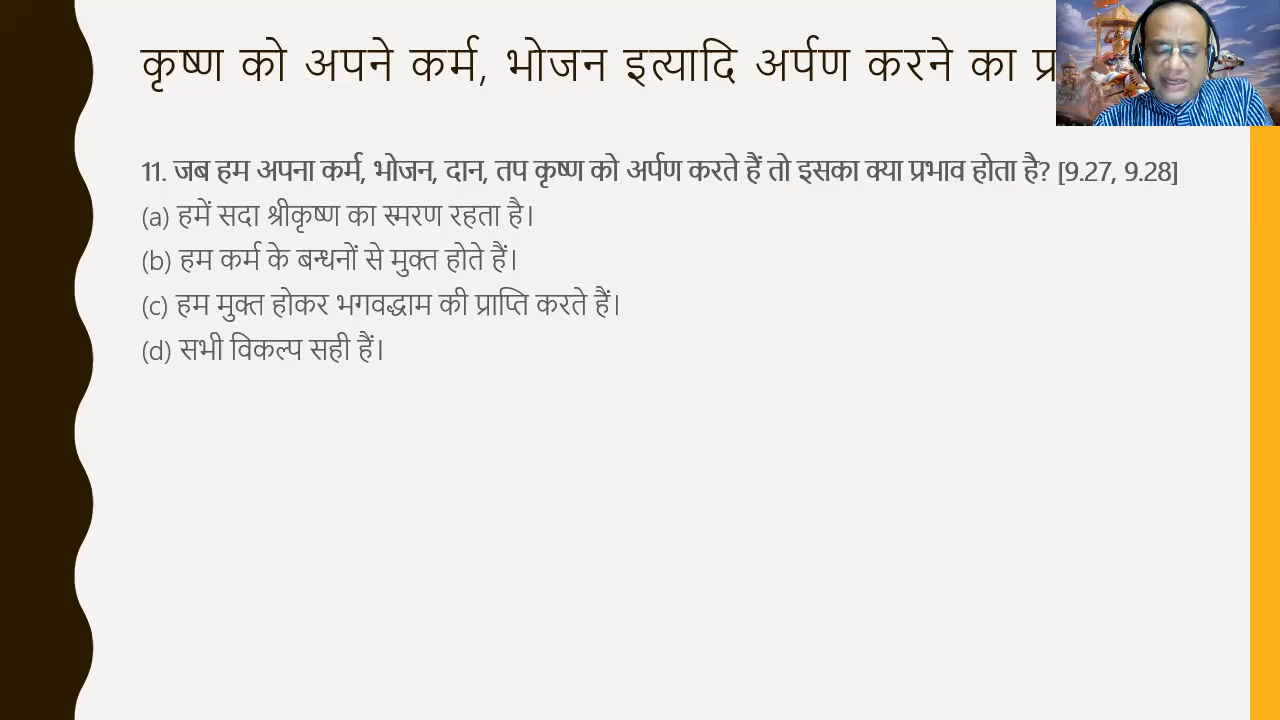 कृष्ण को अपने कर्म, भोजन इत्यादि अर्पण करने का
11. जब हम अपना कर्म, भोजन, दान, तप कृष्ण को अर्पण करते हैं तो इसका क्या प्रभाव होता है? [9.27, 9.28]
(a) हमें सदा श्रीकृष्ण का स्मरण रहता है।
(b) हम कर्म के बन्धनों से मुक्त होते हैं।
(c) हम मुक्त होकर भगवद्धाम की प्राप्ति करते हैं।
(d) सभी विकल्प सही हैं।